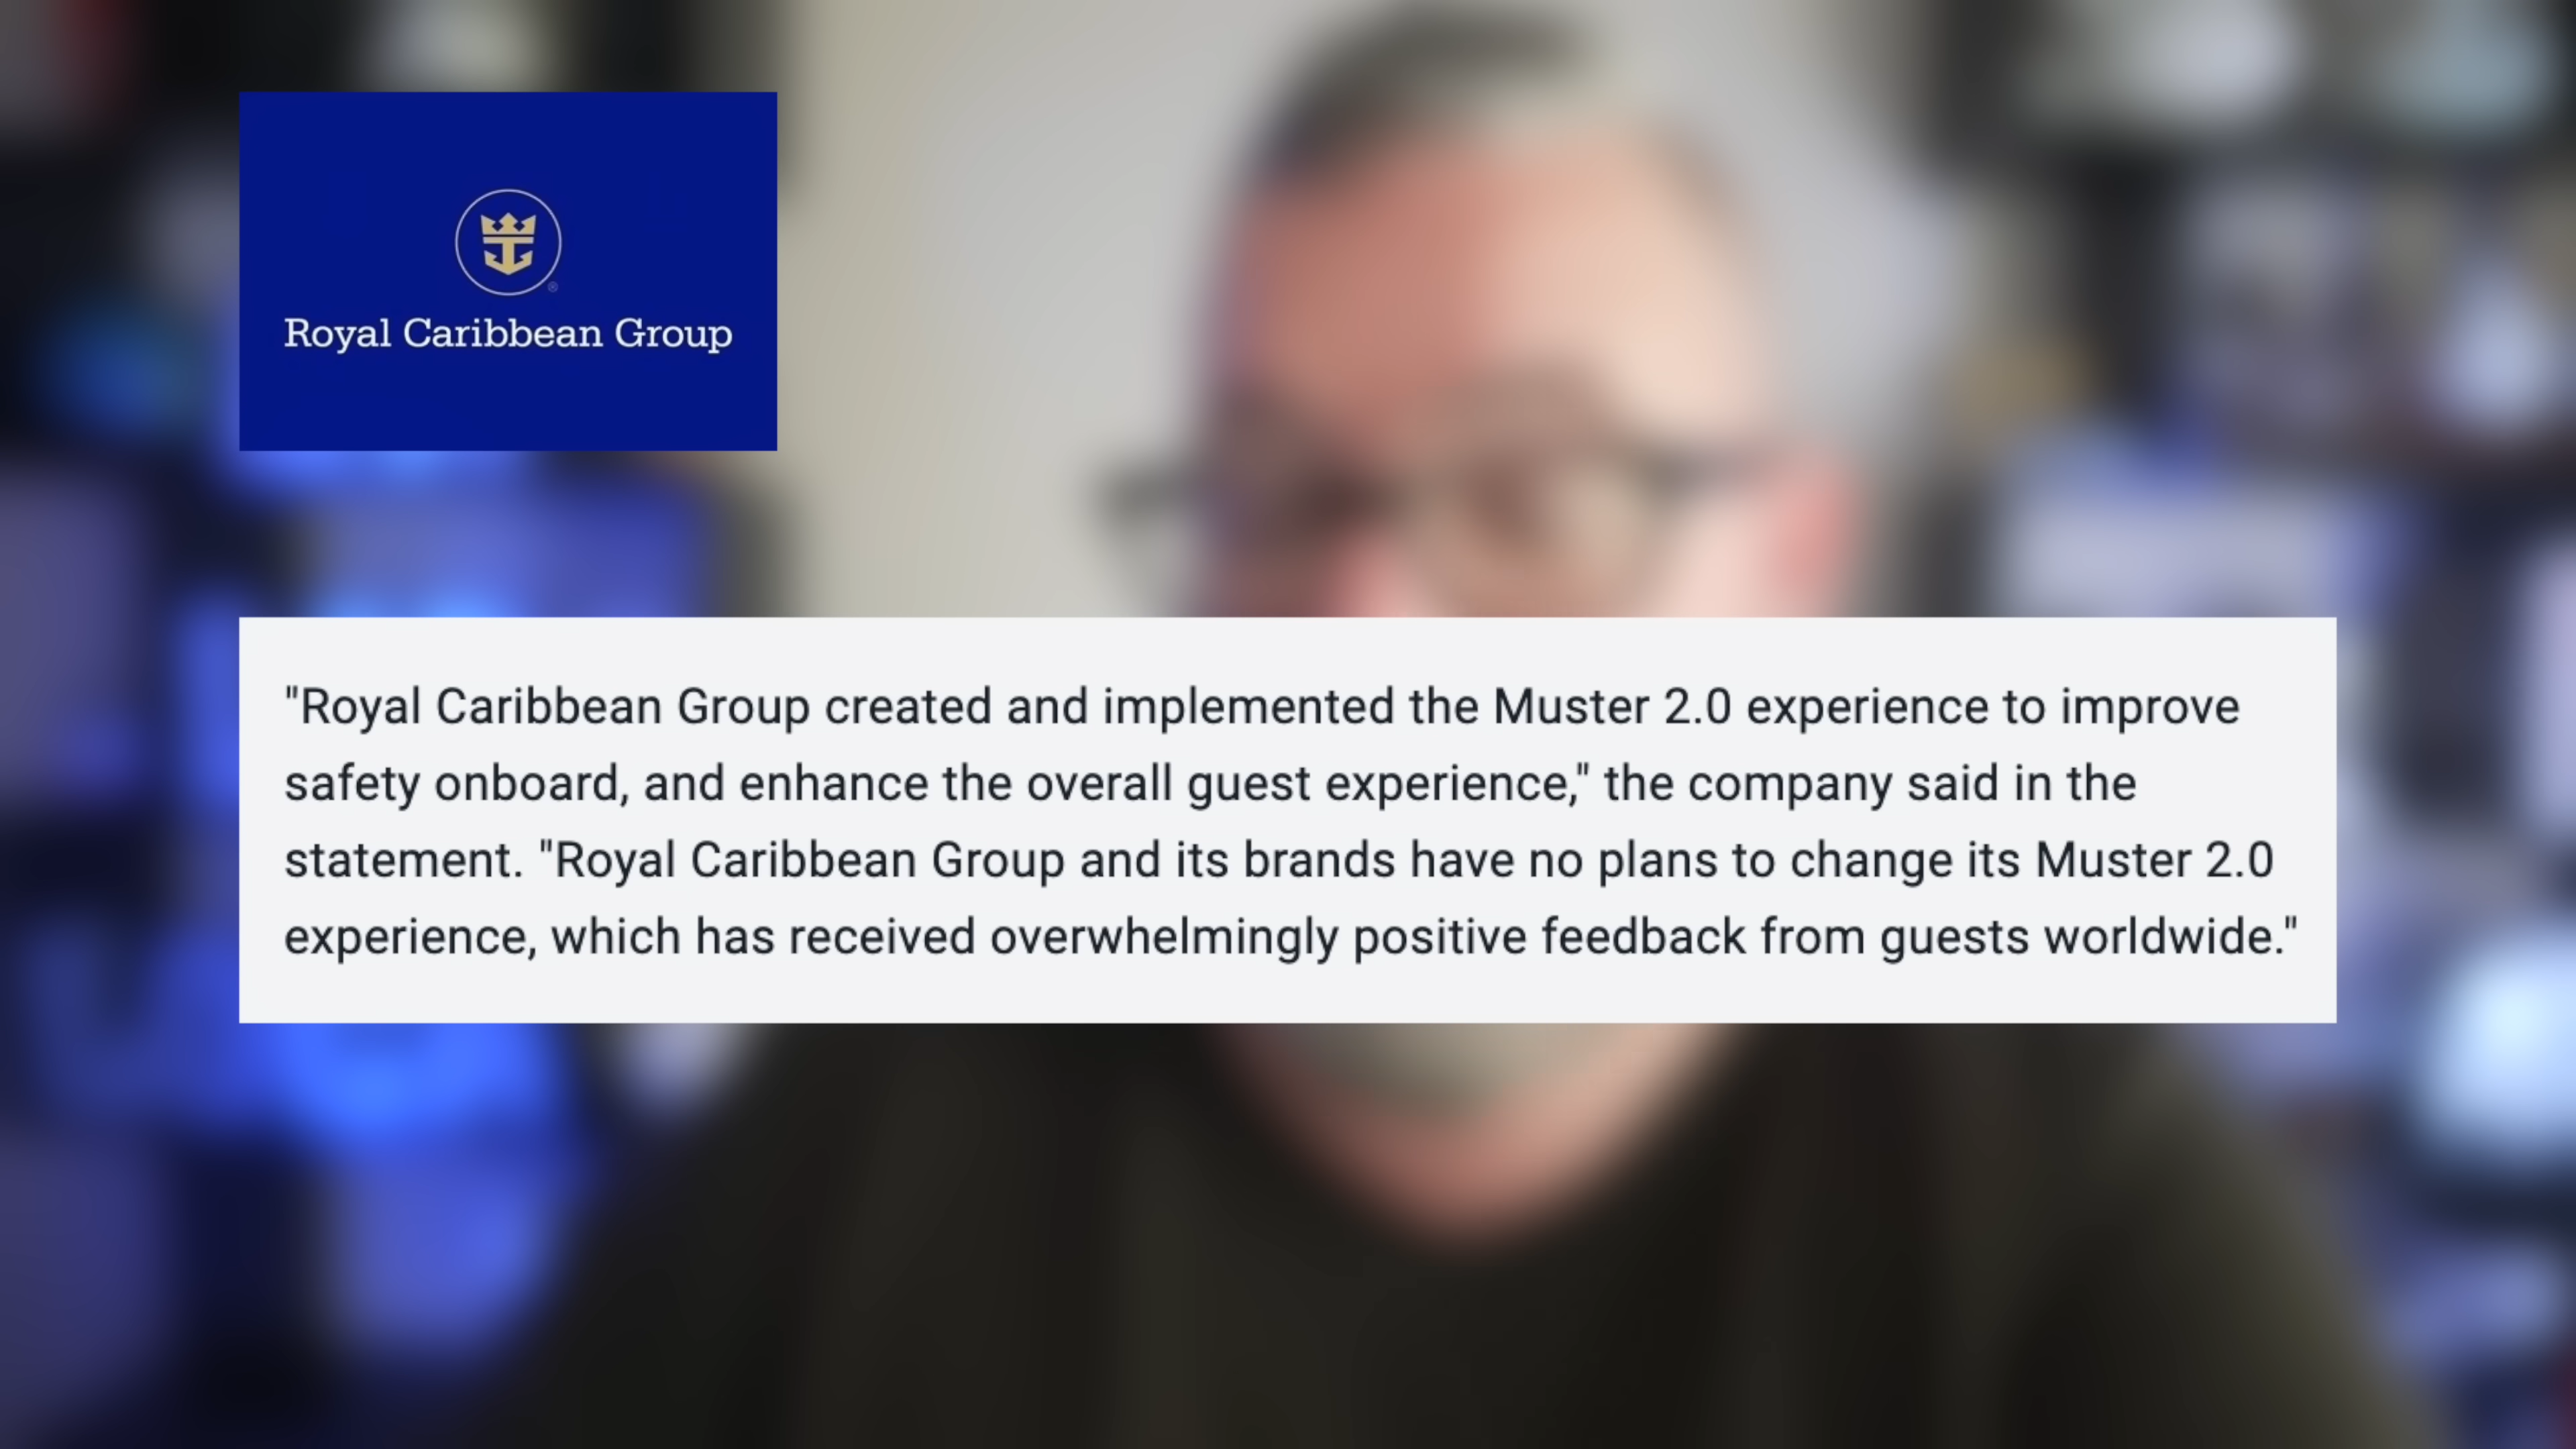 Royal Caribbean Group
"Royal Caribbean Group created and implemented the Muster 2.0 experience to improve
safety onboard, and enhance the overall guest experience," the company said in the
statement. "Royal Caribbean Group and its brands have no plans to change its Muster 2.0
experience, which has received overwhelmingly positive feedback from guests worldwide."